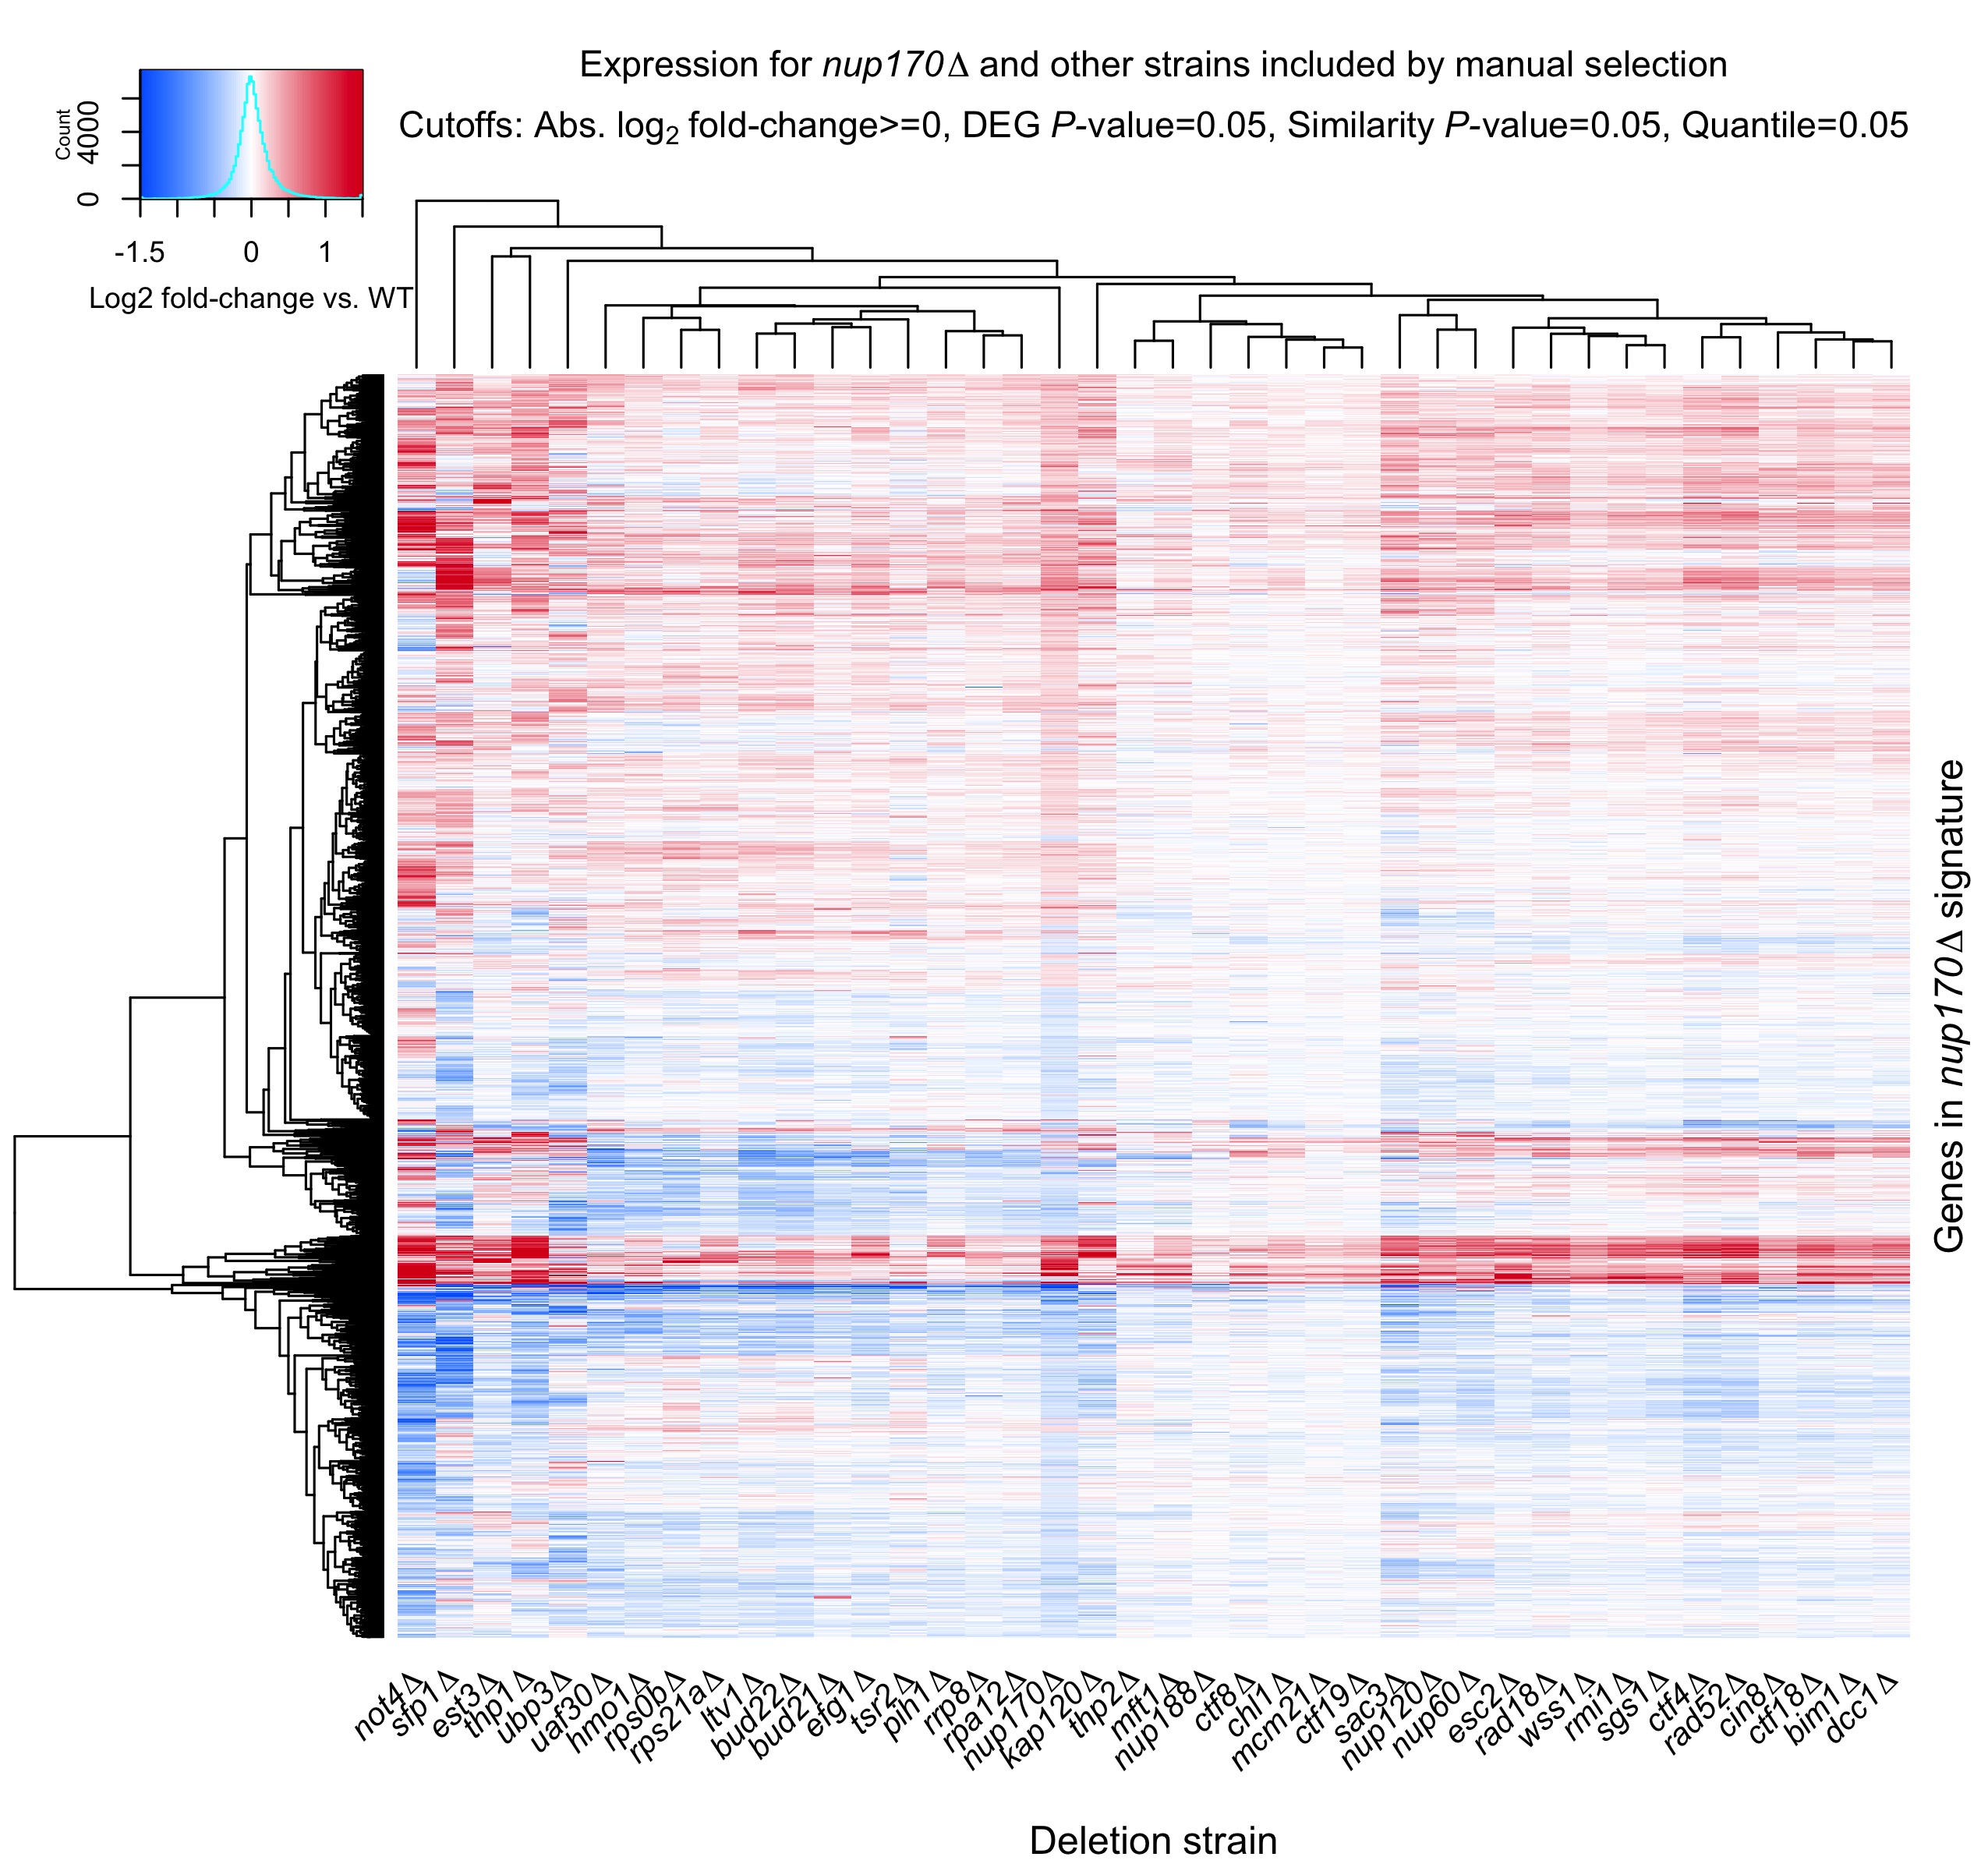 Expression for nup170Δ and other strains included by manual selection
Cutoffs: Abs. log2 fold-change>=0, DEG P-value=0.05, Similarity P-value=0.05, Quantile=0.05
Count
4000
0
-1.5 0 1
Log2 fold-change vs. WT
Genes in nup170Δ signature
not4Δ
sfp1Δ
est3Δ
thp1Δ
ubp3Δ
uaf30Δ
hmo1Δ
rps0bΔ
rps21aΔ
ltv1Δ
bud22Δ
bud21Δ
efg1Δ
tsr2Δ
pih1Δ
rrp8Δ
rpa12Δ
nup170Δ
kap120Δ
thp2Δ
mft1Δ
nup188Δ
ctf8Δ
chl1Δ
mcm21Δ
ctf19Δ
sac3Δ
nup120Δ
nup60Δ
esc2Δ
rad18Δ
wss1Δ
rmi1Δ
sgs1Δ
ctf4Δ
rad52Δ
cin8Δ
ctf18Δ
bim1Δ
dcc1Δ
Deletion strain